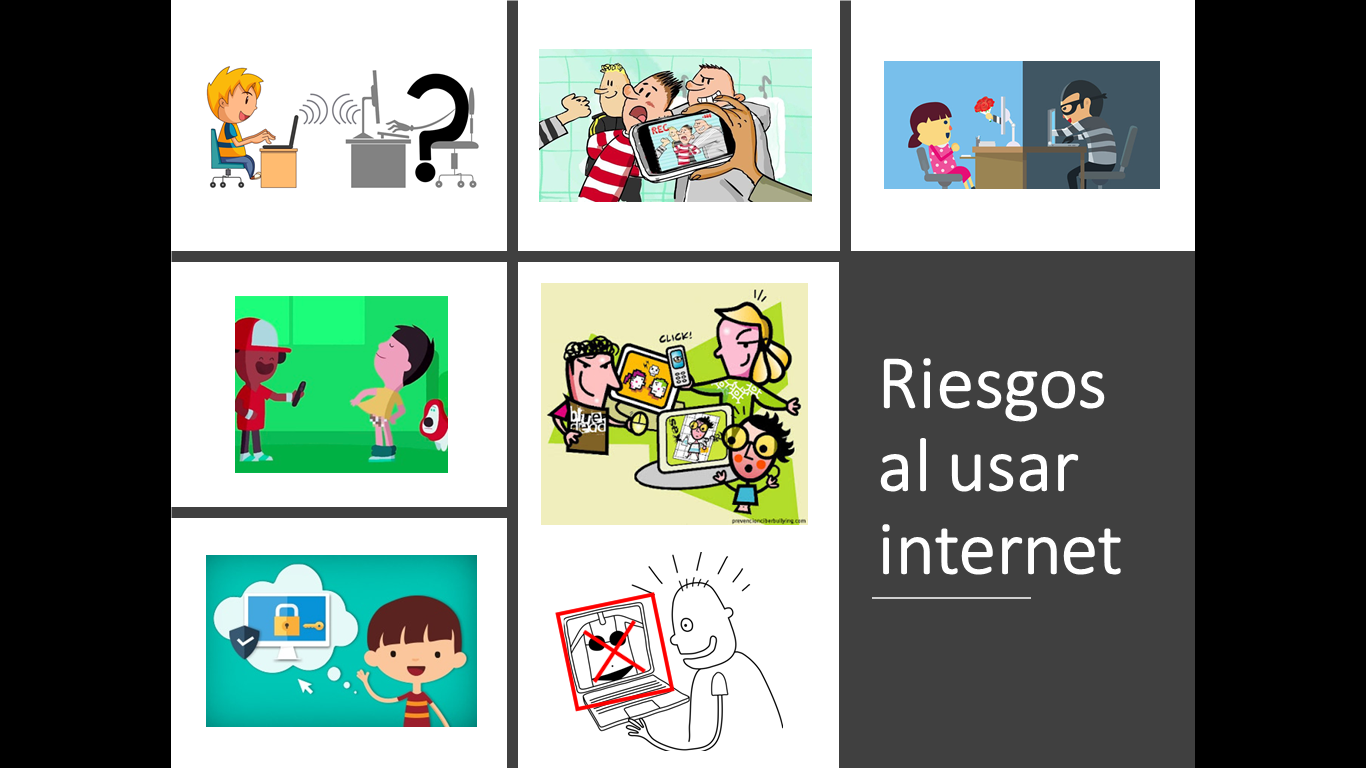 REC
CLICK!
prevencionciberbullying.com
Riesgos
al usar
internet